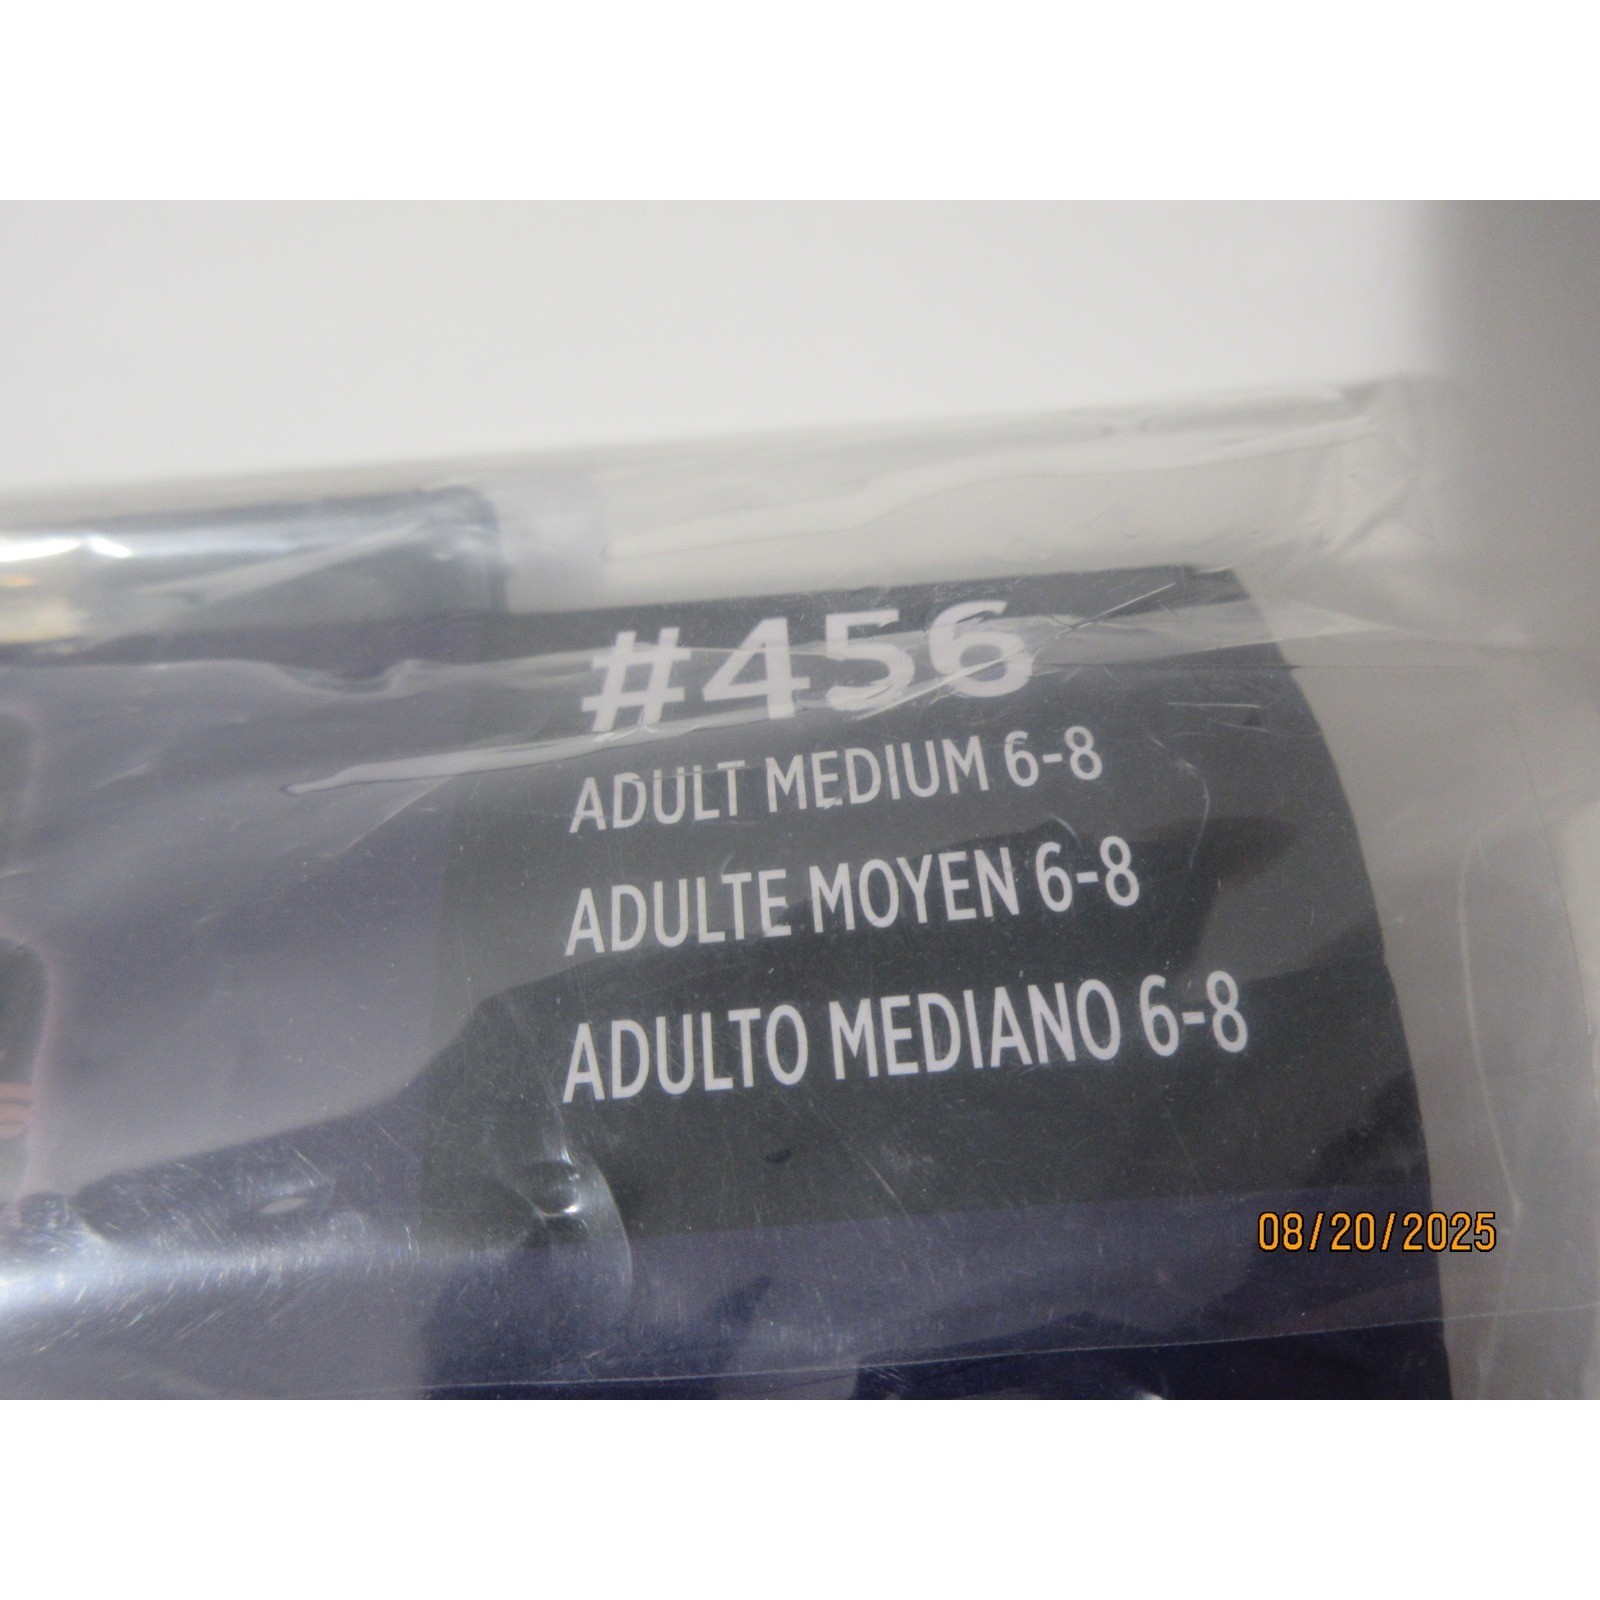 #456
ADULT MEDIUM 6-8
ADULTE MOYEN 6-8
ADULTO MEDIANO 6-8
08/20/2025